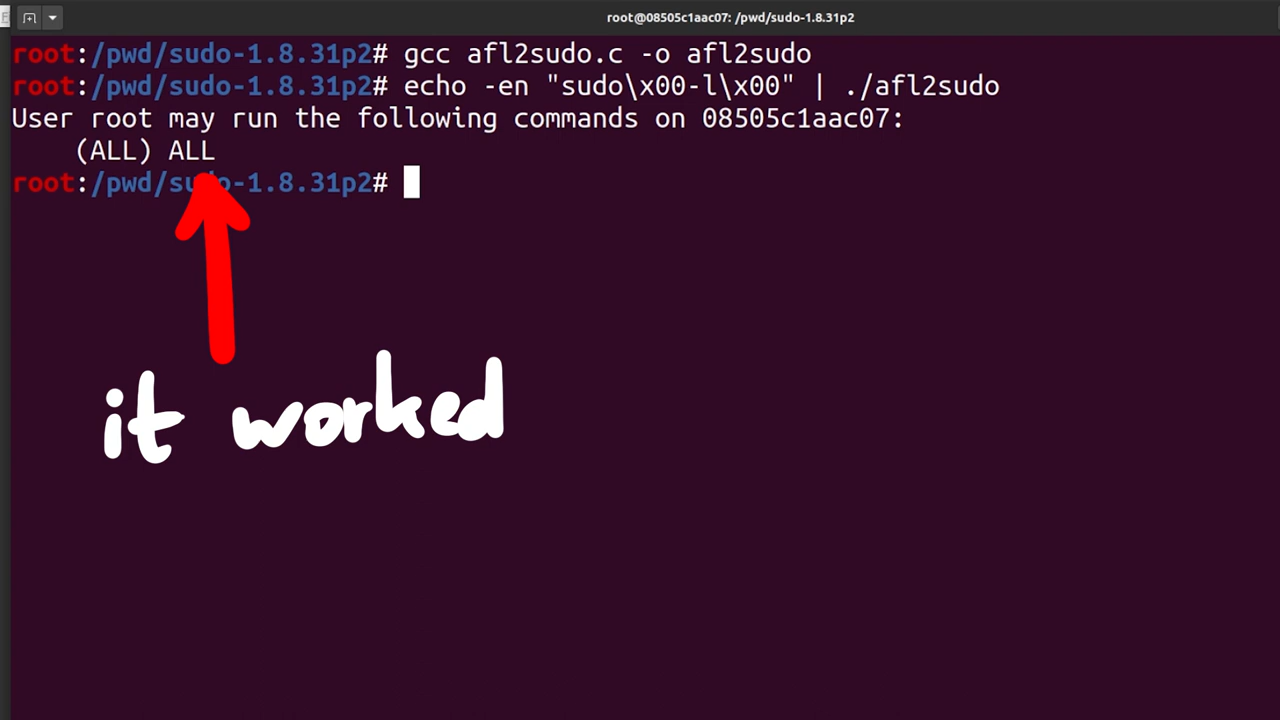 root@08505c1aac07: /pwd/sudo-1.8.31p2
root:/pwd/sudo-1.8.31p2# gcc afl2sudo.c -o afl2sudo
root:/pwd/sudo-1.8.31p2# echo -en "sudo\x00-l\x00" | ./afl2sudo
User root may run the following commands on 08505c1aac07:
    (ALL) ALL
root:/pwd/sudo-1.8.31p2#
it worked